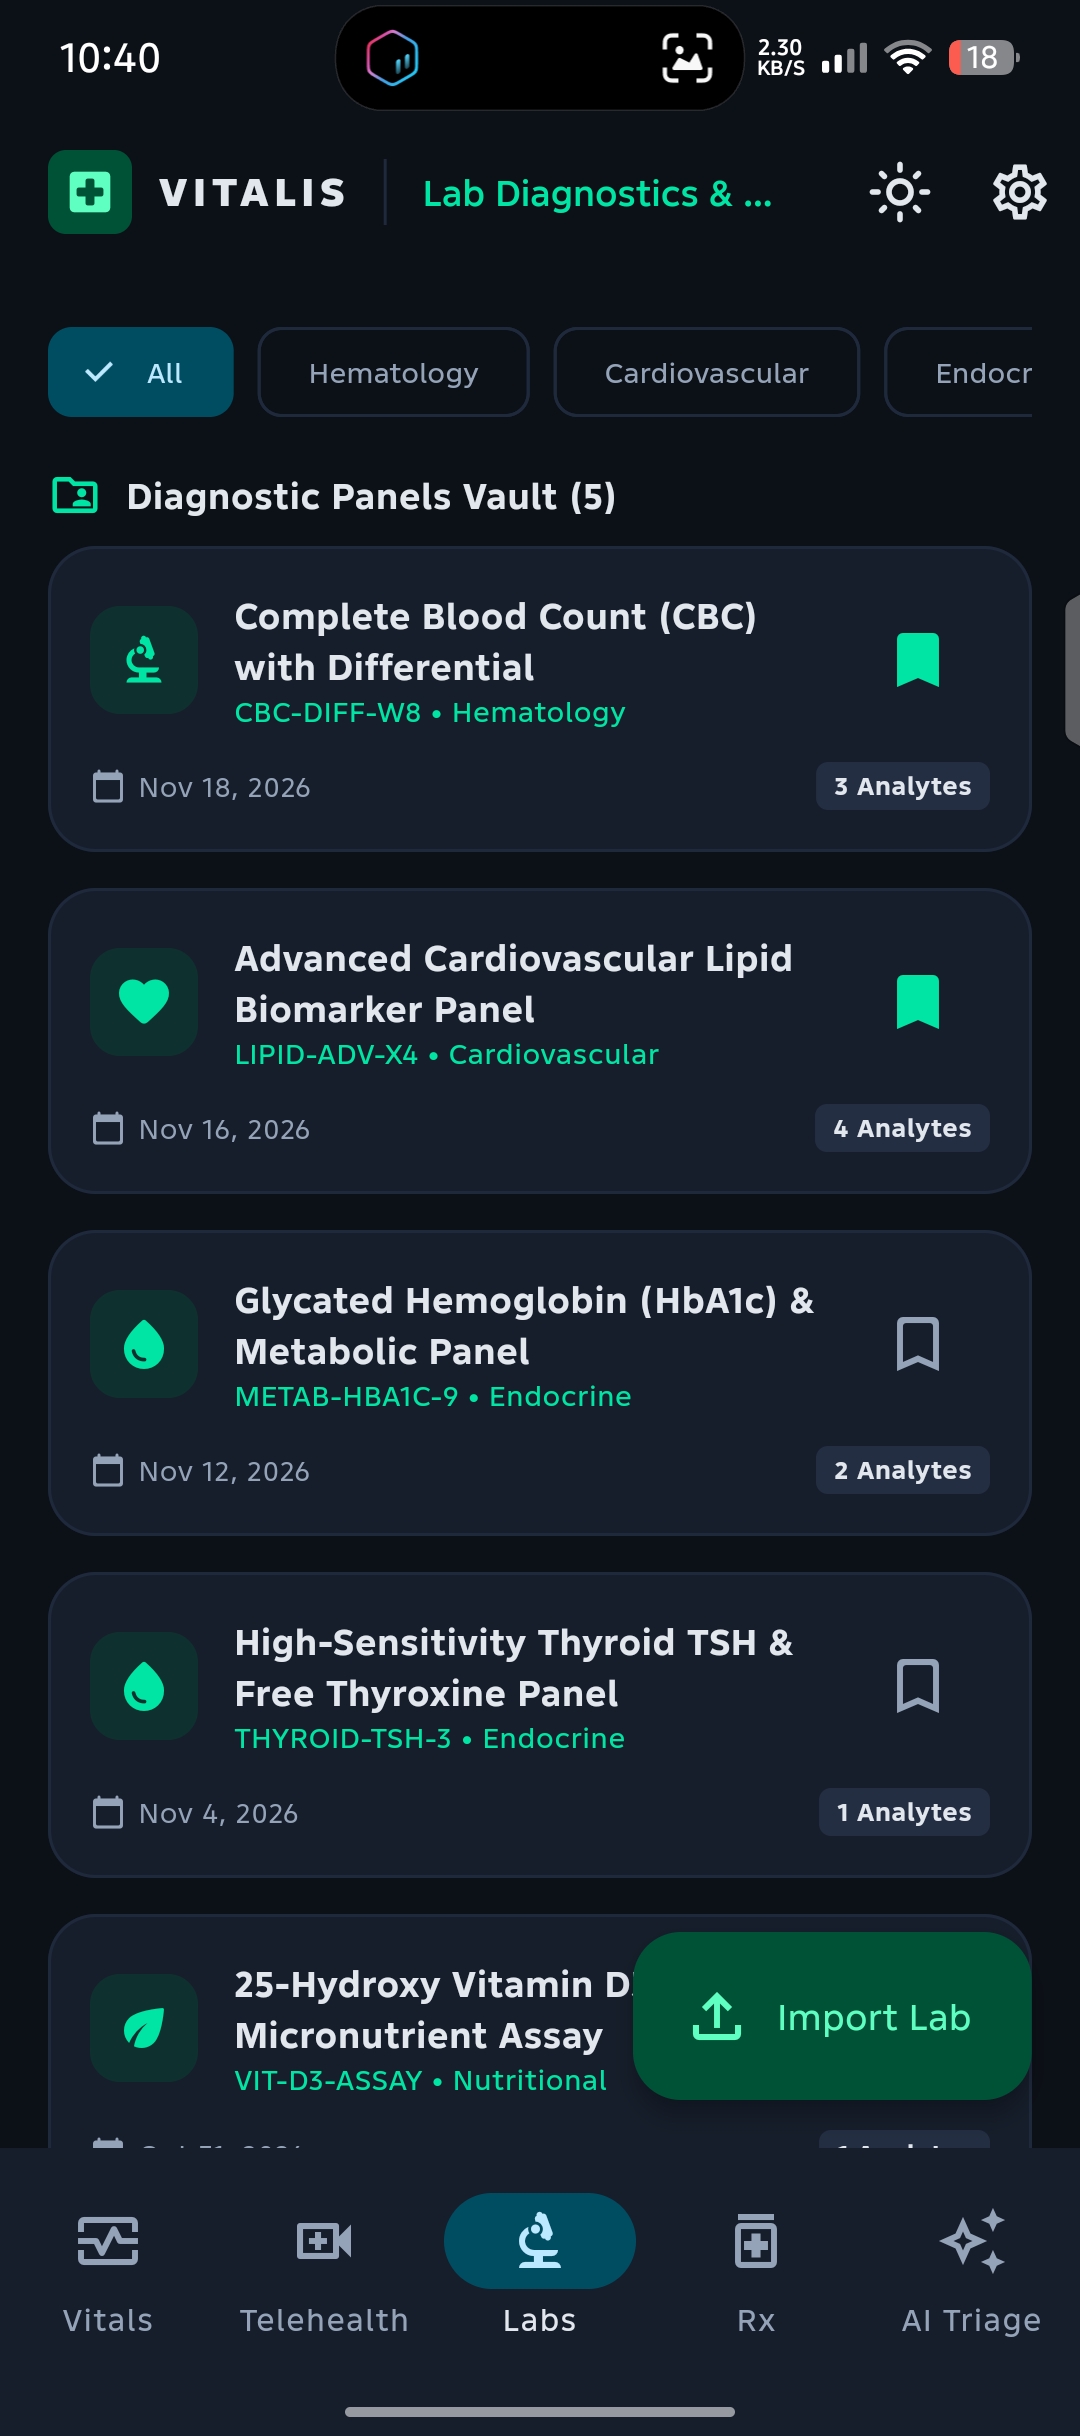 10:40
2.30
KB/S
18
VITALIS
Lab Diagnostics & ...
All
Hematology
Cardiovascular
Endocr
Diagnostic Panels Vault (5)
Complete Blood Count (CBC)
with Differential
CBC-DIFF-W8 • Hematology
Nov 18, 2026
3 Analytes
Advanced Cardiovascular Lipid
Biomarker Panel
LIPID-ADV-X4 • Cardiovascular
Nov 16, 2026
4 Analytes
Glycated Hemoglobin (HbA1c) &
Metabolic Panel
METAB-HBA1C-9 • Endocrine
Nov 12, 2026
2 Analytes
High-Sensitivity Thyroid TSH &
Free Thyroxine Panel
THYROID-TSH-3 • Endocrine
Nov 4, 2026
1 Analytes
25-Hydroxy Vitamin
Micronutrient Assay
VIT-D3-ASSAY • Nutritional
Import Lab
Vitals
Telehealth
Labs
Rx
AI Triage